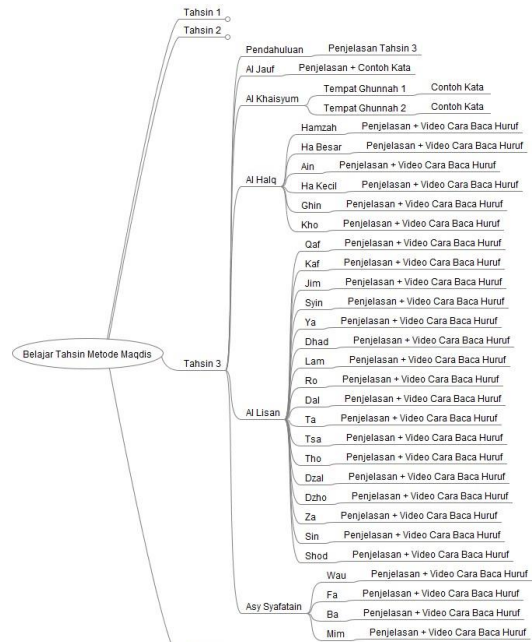 Tahsin 1
Tahsin 2
Pendahuluan Penjelasan Tahsin 3
Al Jauf Penjelasan + Contoh Kata
Tempat Ghunnah 1 Contoh Kata
Al Khaisyum
Tempat Ghunnah 2 Contoh Kata
Hamzah Penjelasan + Video Cara Baca Huruf
Ha Besar Penjelasan + Video Cara Baca Huruf
Ain Penjelasan + Video Cara Baca Huruf
Al Halq
Ha Kecil Penjelasan + Video Cara Baca Huruf
Ghin Penjelasan + Video Cara Baca Huruf
Kho Penjelasan + Video Cara Baca Huruf
Qaf Penjelasan + Video Cara Baca Huruf
Kaf Penjelasan + Video Cara Baca Huruf
Jim Penjelasan + Video Cara Baca Huruf
Syin Penjelasan + Video Cara Baca Huruf
Ya Penjelasan + Video Cara Baca Huruf
Dhad Penjelasan + Video Cara Baca Huruf
Belajar Tahsin Metode Maqdis
Tahsin 3
Lam Penjelasan + Video Cara Baca Huruf
Ro Penjelasan + Video Cara Baca Huruf
Dal Penjelasan + Video Cara Baca Huruf
Al Lisan
Ta Penjelasan + Video Cara Baca Huruf
Tsa Penjelasan + Video Cara Baca Huruf
Tho Penjelasan + Video Cara Baca Huruf
Dzal Penjelasan + Video Cara Baca Huruf
Dzho Penjelasan + Video Cara Baca Huruf
Za Penjelasan + Video Cara Baca Huruf
Sin Penjelasan + Video Cara Baca Huruf
Shod Penjelasan + Video Cara Baca Huruf
Wau Penjelasan + Video Cara Baca Huruf
Fa Penjelasan + Video Cara Baca Huruf
Asy Syafatain
Ba Penjelasan + Video Cara Baca Huruf
Mim Penjelasan + Video Cara Baca Huruf